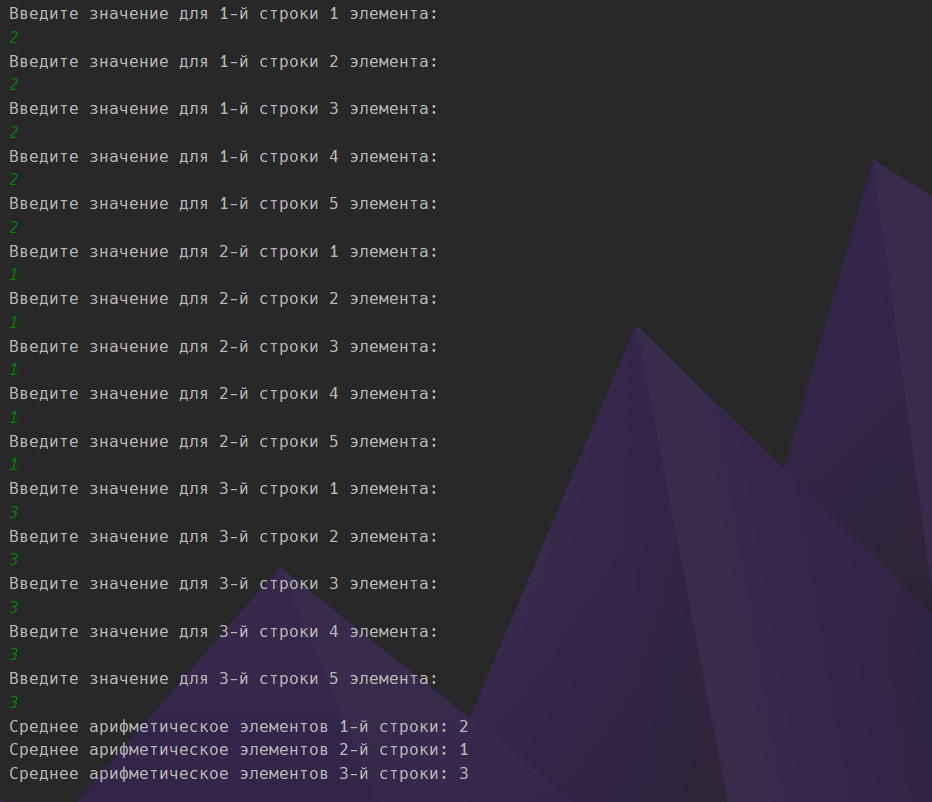 Введите значение для 1-й строки 1 элемента:
2
Введите значение для 1-й строки 2 элемента:
2
Введите значение для 1-й строки 3 элемента:
2
Введите значение для 1-й строки 4 элемента:
2
Введите значение для 1-й строки 5 элемента:
2
Введите значение для 2-й строки 1 элемента:
1
Введите значение для 2-й строки 2 элемента:
1
Введите значение для 2-й строки 3 элемента:
1
Введите значение для 2-й строки 4 элемента:
1
Введите значение для 2-й строки 5 элемента:
1
Введите значение для 3-й строки 1 элемента:
3
Введите значение для 3-й строки 2 элемента:
3
Введите значение для 3-й строки 3 элемента:
3
Введите значение для 3-й строки 4 элемента:
3
Введите значение для 3-й строки 5 элемента:
3
Среднее арифметическое элементов 1-й строки: 2
Среднее арифметическое элементов 2-й строки: 1
Среднее арифметическое элементов 3-й строки: 3